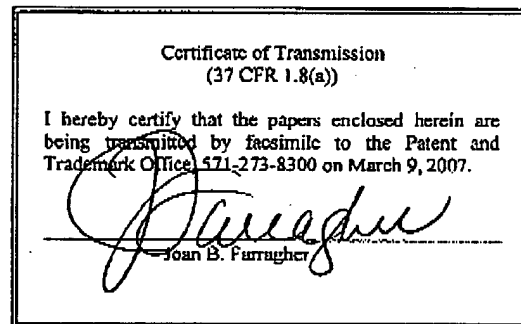 Certificate of Transmission
(37 CFR 1.8(a))
I hereby certify that the papers enclosed herein are
being transmitted by facsimile to the Patent and
Trademark Office, 571-273-8300 on March 9, 2007.
Joan B. Farragher